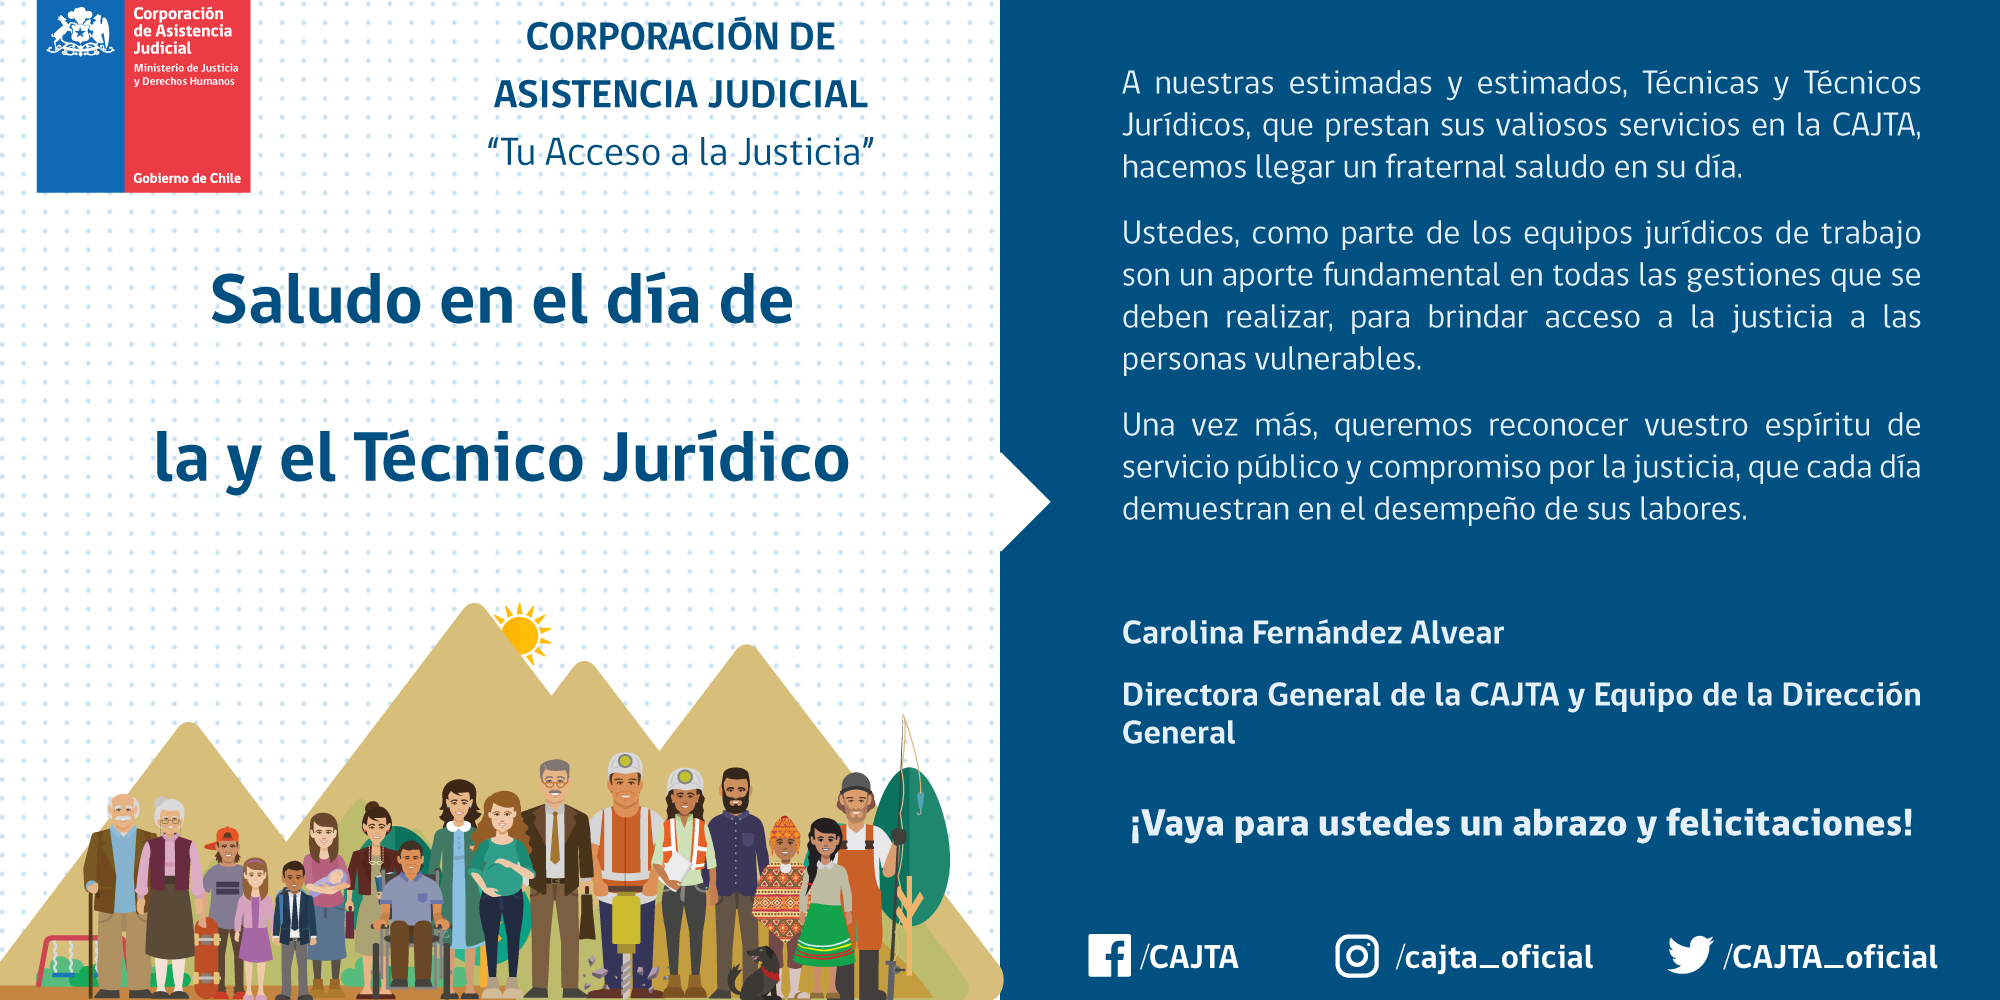 Corporación
de Asistencia
Judicial
Ministerio de Justicia
y Derechos Humanos
Gobierno de Chile
CORPORACIÓN DE
ASISTENCIA JUDICIAL
“Tu Acceso a la Justicia”
Saludo en el día de
la y el Técnico Jurídico
A nuestras estimadas y estimados, Técnicas y Técnicos
Jurídicos, que prestan sus valiosos servicios en la CAJTA,
hacemos llegar un fraternal saludo en su día.
Ustedes, como parte de los equipos jurídicos de trabajo
son un aporte fundamental en todas las gestiones que se
deben realizar, para brindar acceso a la justicia a las
personas vulnerables.
Una vez más, queremos reconocer vuestro espíritu de
servicio público y compromiso por la justicia, que cada día
demuestran en el desempeño de sus labores.
Carolina Fernández Alvear
Directora General de la CAJTA y Equipo de la Dirección
General
¡Vaya para ustedes un abrazo y felicitaciones!
/CAJTA
/cajta_oficial
/CAJTA_oficial